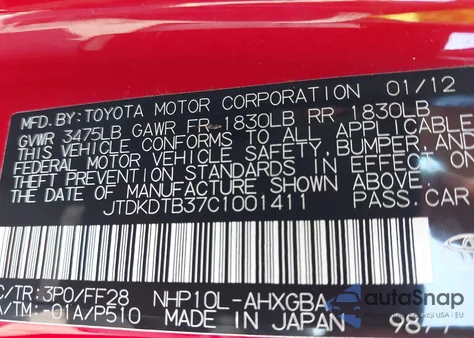 MFD. BY: TOYOTA MOTOR CORPORATION 01/12
GVWR 3475LB GAWR FR 1830LB RR 1830LB
THIS VEHICLE CONFORMS TO ALL APPLICABLE
FEDERAL MOTOR VEHICLE SAFETY, BUMPER, AND
THEFT PREVENTION STANDARDS IN EFFECT ON
THE DATE OF MANUFACTURE SHOWN ABOVE.
JTDKDTB37C1001411 PASS. CAR
C/TR: 3P0/FF28 NHP10L-AHXGBA
A/TM: -01A/P510 MADE IN JAPAN 987
autoSnap